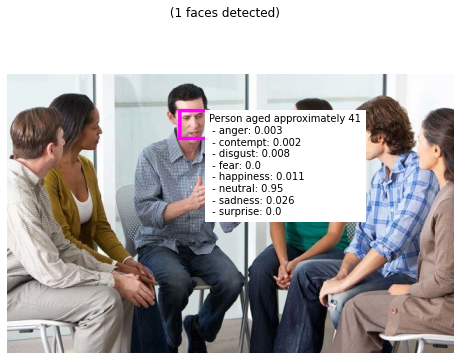 (1 faces detected)
Person aged approximately 41
- anger: 0.003
- contempt: 0.002
- disgust: 0.008
- fear: 0.0
- happiness: 0.011
- neutral: 0.95
- sadness: 0.026
- surprise: 0.0